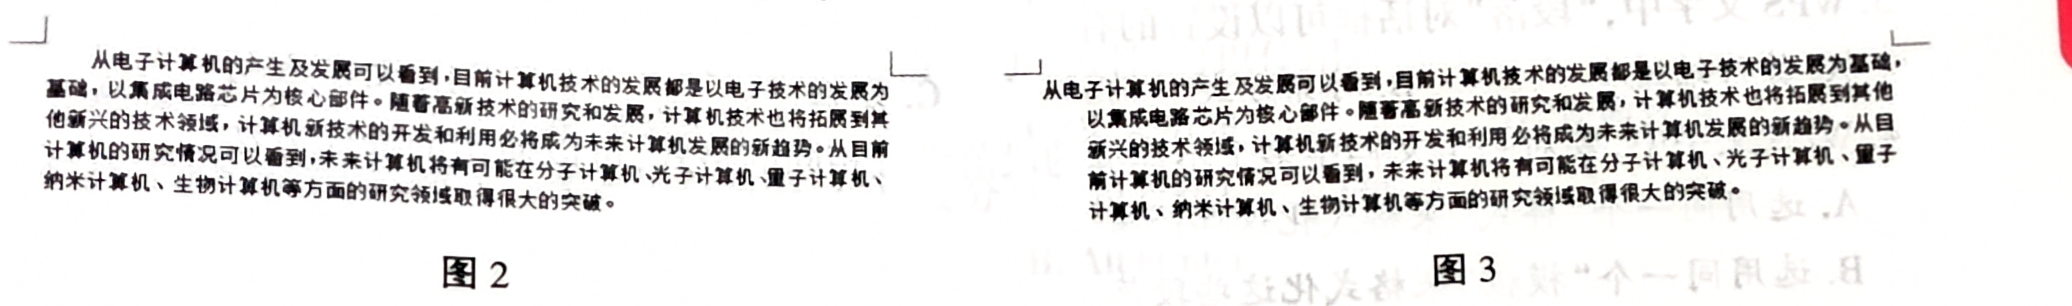 从电子计算机的产生及发展可以看到,目前计算机技术的发展都是以电子技术的发展为
基础,以集成电路芯片为核心部件。随着高新技术的研究和发展,计算机技术也将拓展到其
他新兴的技术领域,计算机新技术的开发和利用必将成为未来计算机发展的新趋势。从目前
计算机的研究情况可以看到,未来计算机将有可能在分子计算机、光子计算机、量子计算机、
纳米计算机、生物计算机等方面的研究领域取得很大的突破。
图2
从电子计算机的产生及发展可以看到,目前计算机技术的发展都是以电子技术的发展为基础,
以集成电路芯片为核心部件。随着高新技术的研究和发展,计算机技术也将拓展到其他
新兴的技术领域,计算机新技术的开发和利用必将成为未来计算机发展的新趋势。从目
前计算机的研究情况可以看到,未来计算机将有可能在分子计算机、光子计算机、量子
计算机、纳米计算机、生物计算机等方面的研究领域取得很大的突破。
图3